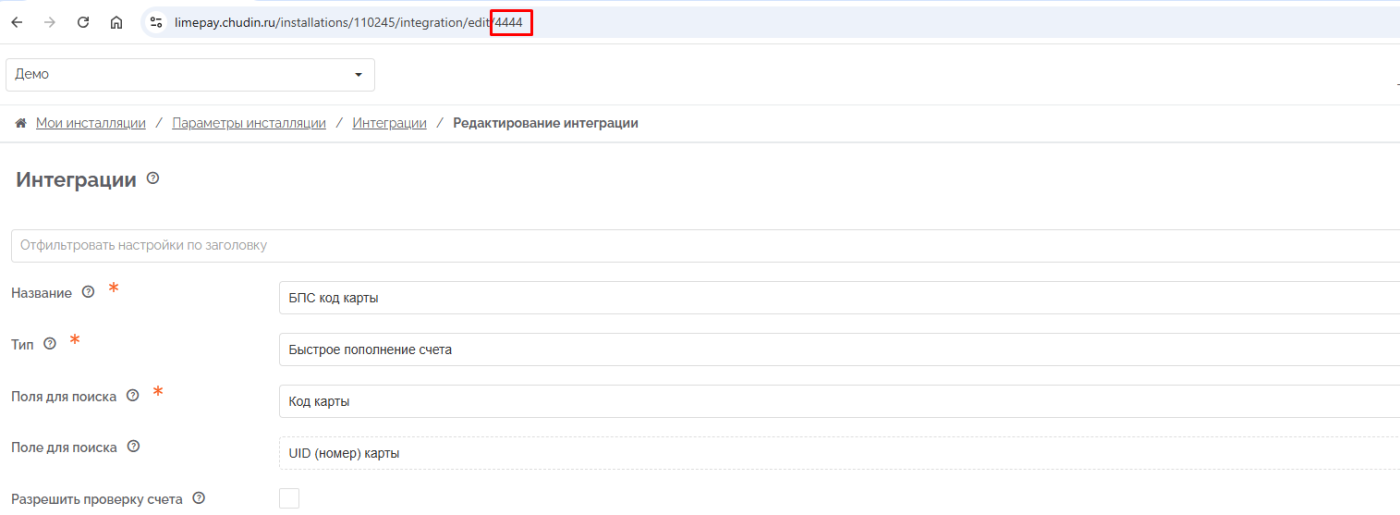 limepay.chudin.ru/installations/110245/integration/edit/4444
Демо
Мои инсталляции / Параметры инсталляции / Интеграции / Редактирование интеграции
Интеграции
Отфильтровать настройки по заголовку
Название * БПС код карты
Тип * Быстрое пополнение счета
Поля для поиска * Код карты
Поле для поиска UID (номер) карты
Разрешить проверку счета